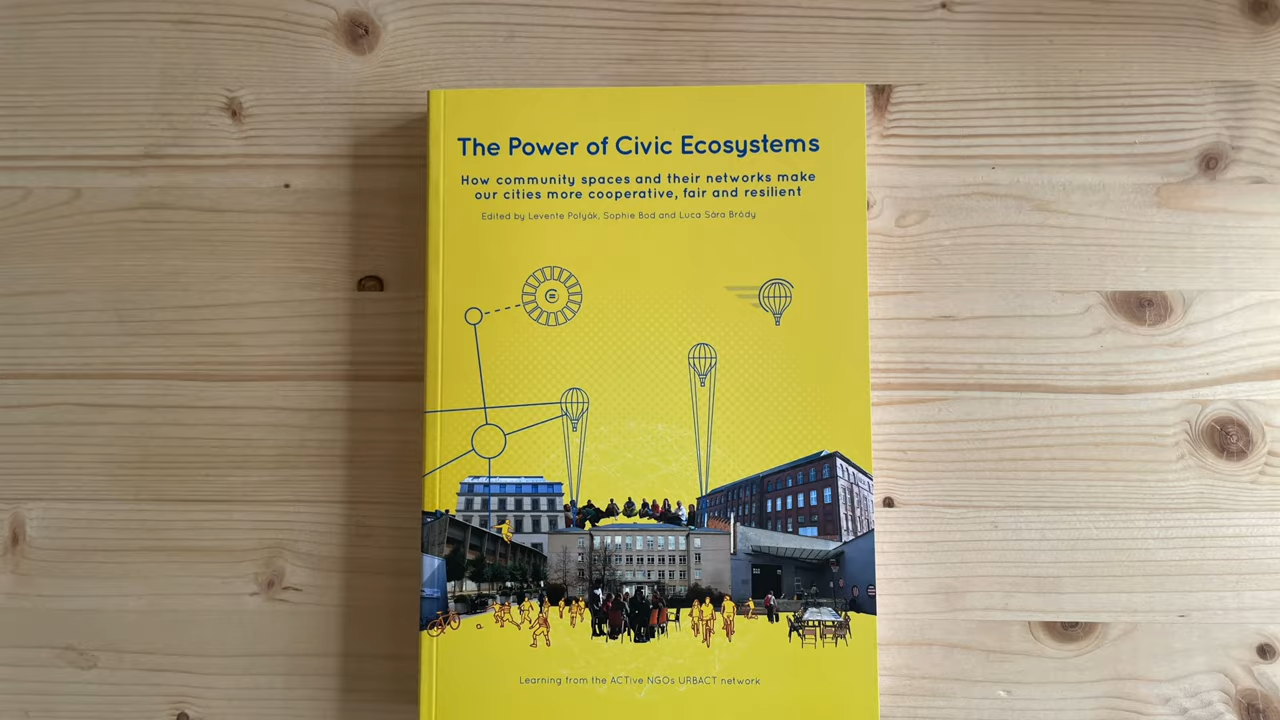 The Power of Civic Ecosystems
How community spaces and their networks make
our cities more cooperative, fair and resilient
Edited by Levente Polyák, Sophie Bod and Luca Sára Bródy
Learning from the ACTive NGOs URBACT network